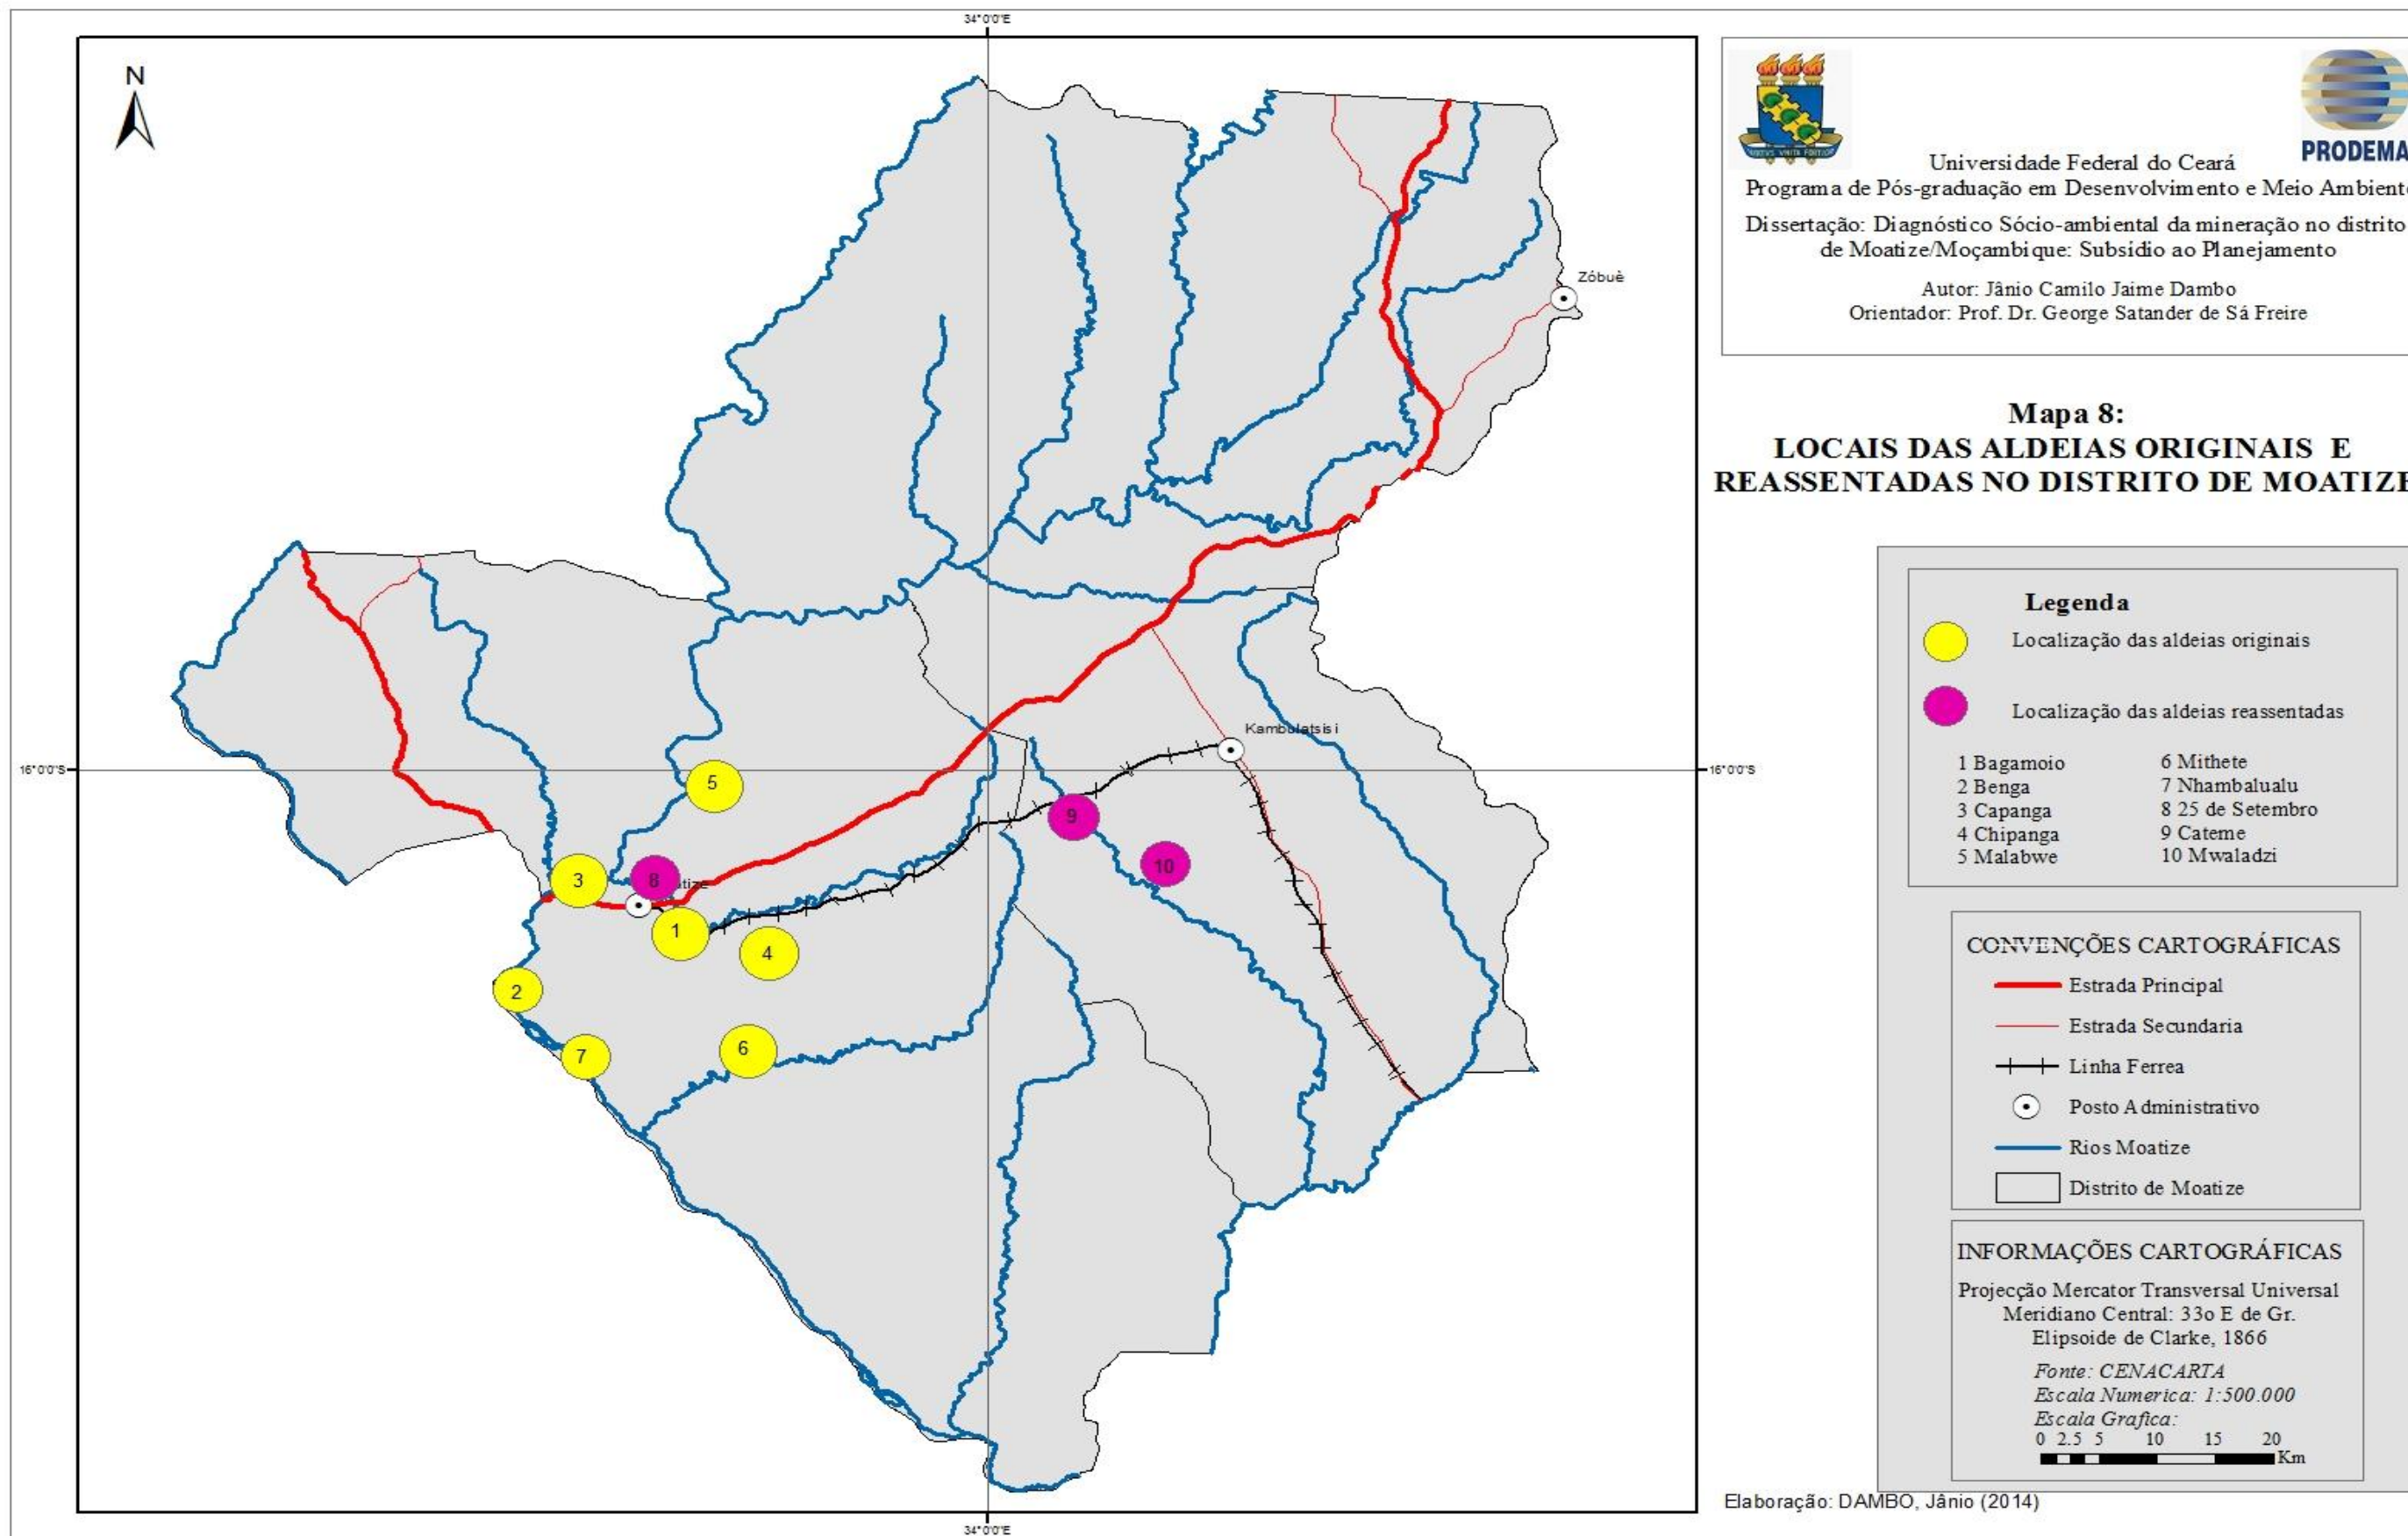 34°0'0"E
N
Zóbuè
Kambulatsisi
16°0'0"S
16°0'0"S
5
9
10
3
8
1
4
2
7
6
34°0'0"E
PRODEMA
Universidade Federal do Ceará
Programa de Pós-graduação em Desenvolvimento e Meio Ambient
Dissertação: Diagnóstico Sócio-ambiental da mineração no distrito
de Moatize/Moçambique: Subsídio ao Planejamento
Autor: Jânio Camilo Jaime Dambo
Orientador: Prof. Dr. George Satander de Sá Freire
Mapa 8:
LOCAIS DAS ALDEIAS ORIGINAIS E
REASSENTADAS NO DISTRITO DE MOATIZE
Legenda
Localização das aldeias originais
Localização das aldeias reassentadas
1 Bagamoio
2 Benga
3 Capanga
4 Chipanga
5 Malabwe
6 Mithete
7 Nhambalualu
8 25 de Setembro
9 Cateme
10 Mwaladzi
CONVENÇÕES CARTOGRÁFICAS
Estrada Principal
Estrada Secundaria
Linha Ferrea
Posto Administrativo
Rios Moatize
Distrito de Moatize
INFORMAÇÕES CARTOGRÁFICAS
Projecção Mercator Transversal Universal
Meridiano Central: 33o E de Gr.
Elipsoide de Clarke, 1866
Fonte: CENACARTA
Escala Numerica: 1:500.000
Escala Grafica:
0 2.5 5 10 15 20
Km
Elaboração: DAMBO, Jânio (2014)